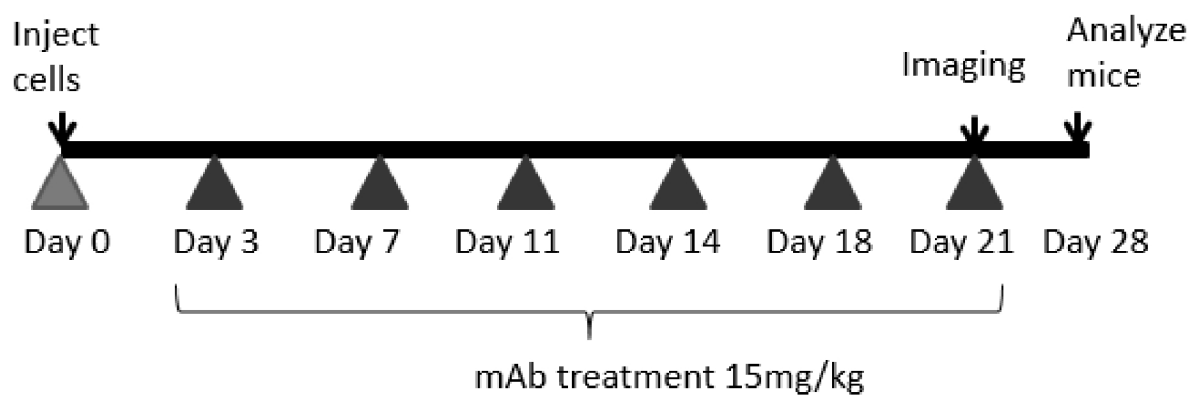 Inject
cells
Imaging
Analyze
mice
Day 0
Day 3
Day 7
Day 11
Day 14
Day 18
Day 21
Day 28
mAb treatment 15mg/kg